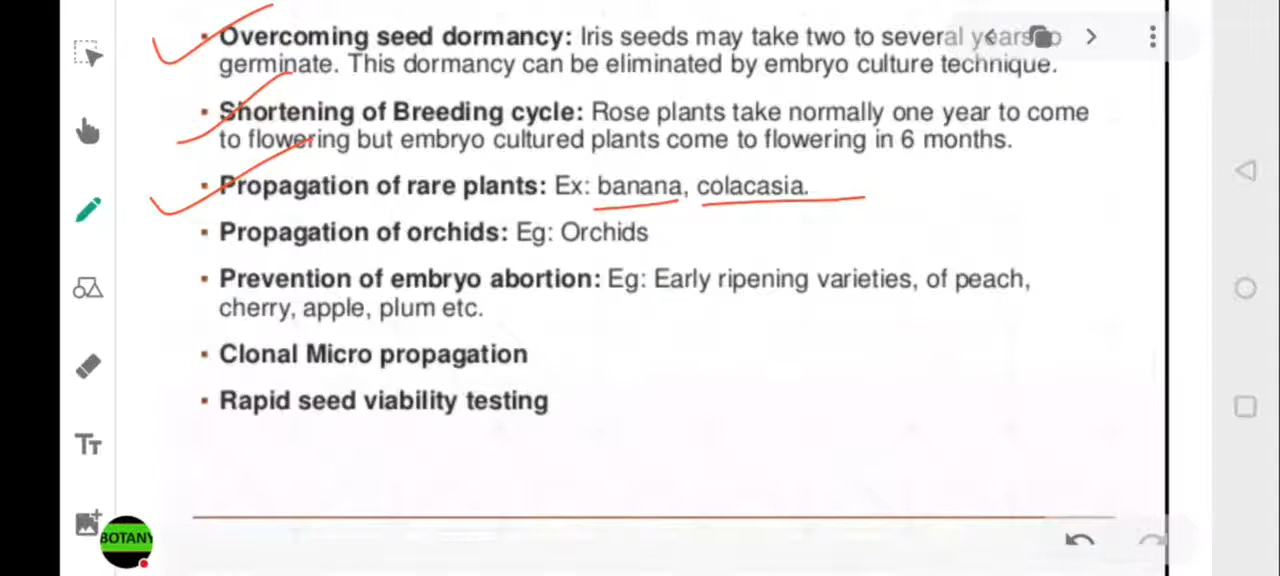 Overcoming seed dormancy: Iris seeds may take two to several years to
germinate. This dormancy can be eliminated by embryo culture technique.
Shortening of Breeding cycle: Rose plants take normally one year to come
to flowering but embryo cultured plants come to flowering in 6 months.
Propagation of rare plants: Ex: banana, colacasia.
Propagation of orchids: Eg: Orchids
Prevention of embryo abortion: Eg: Early ripening varieties, of peach,
cherry, apple, plum etc.
Clonal Micro propagation
Rapid seed viability testing
TT
BOTANY